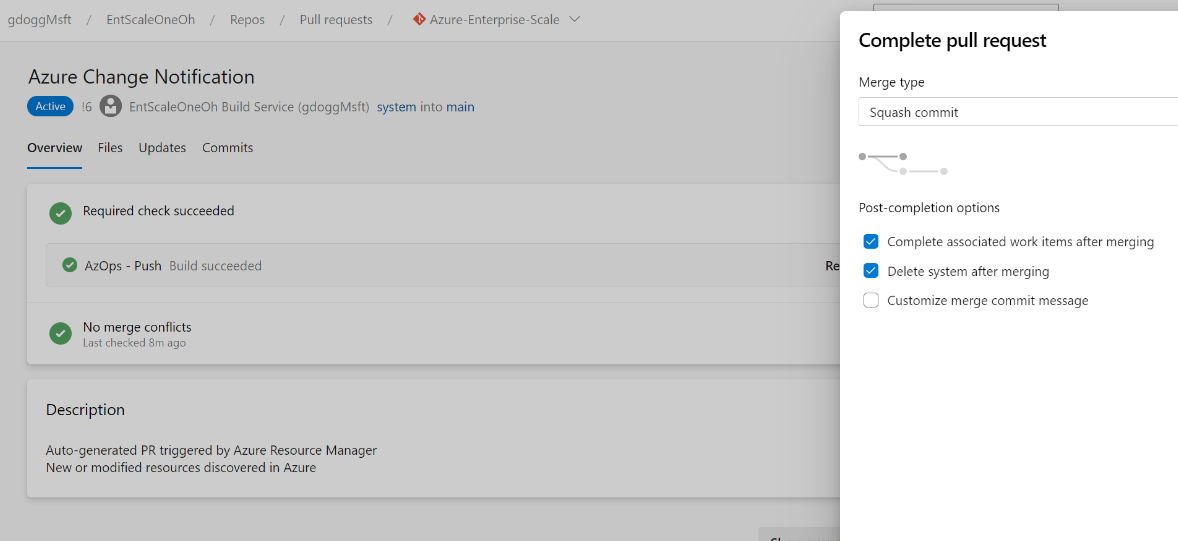 gdoggMsft / EntScaleOneOh / Repos / Pull requests / Azure-Enterprise-Scale
Azure Change Notification
Active !6 EntScaleOneOh Build Service (gdoggMsft) system into main
Overview Files Updates Commits
Required check succeeded
AzOps - Push Build succeeded Re
No merge conflicts
Last checked 8m ago
Description
Auto-generated PR triggered by Azure Resource Manager
New or modified resources discovered in Azure
Complete pull request
Merge type
Squash commit
Post-completion options
Complete associated work items after merging
Delete system after merging
Customize merge commit message